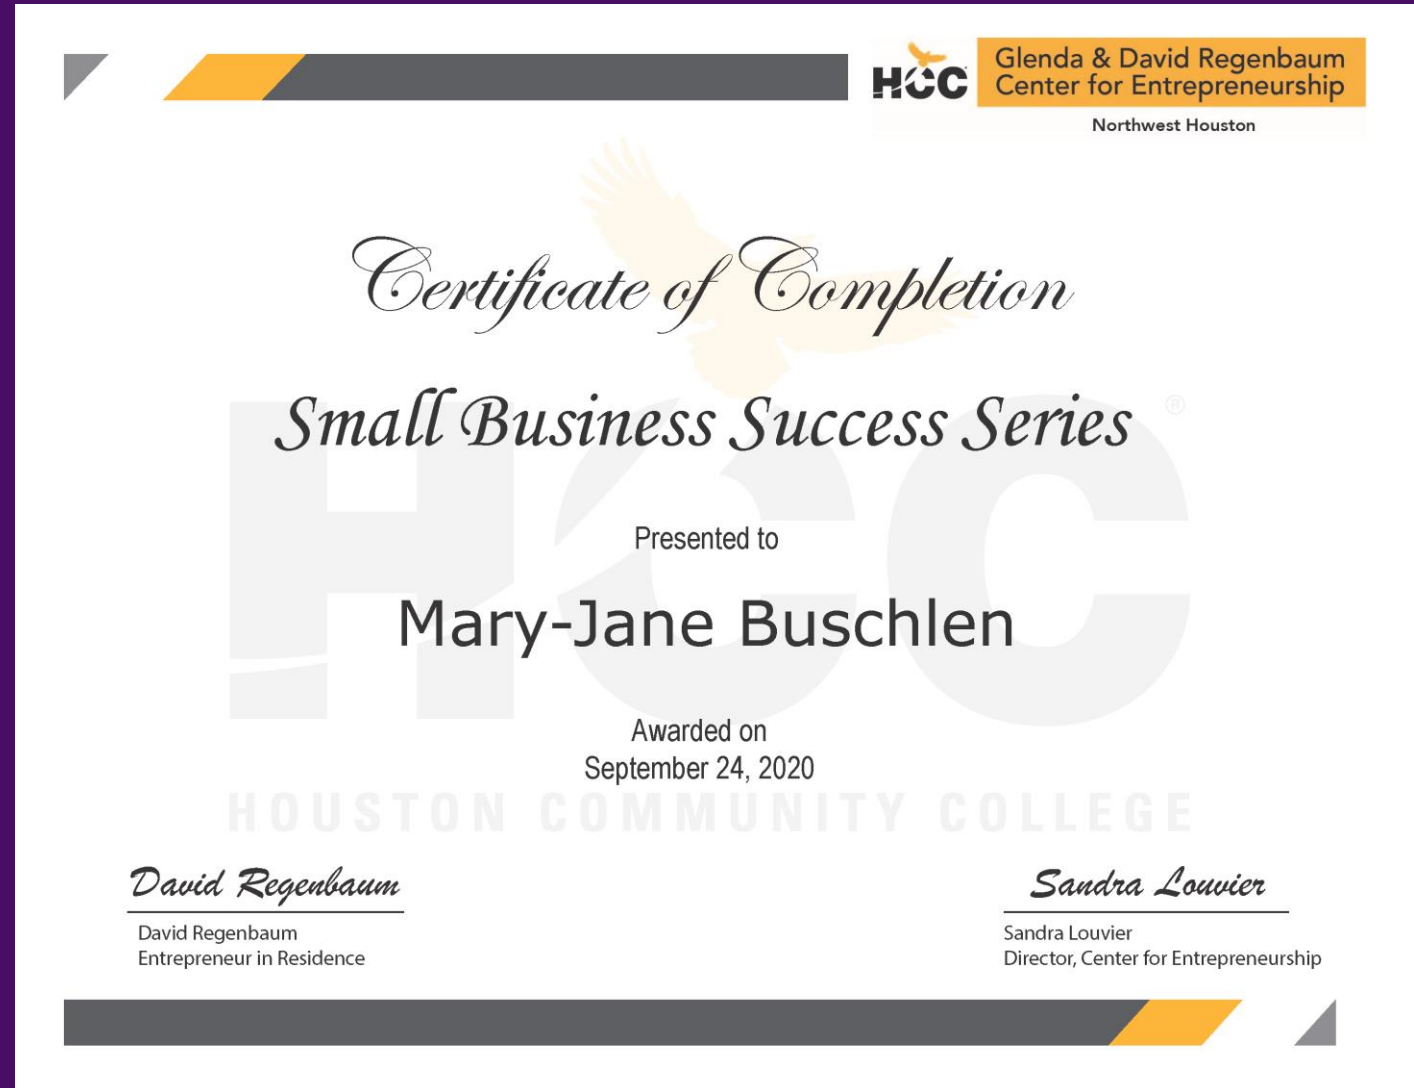 HCC
Glenda & David Regenbaum
Center for Entrepreneurship
Northwest Houston
Certificate of Completion
Small Business Success Series
®
Presented to
Mary-Jane Buschlen
Awarded on
September 24, 2020
HCC
HOUSTON COMMUNITY COLLEGE
David Regenbaum
David Regenbaum
Entrepreneur in Residence
Sandra Louvier
Sandra Louvier
Director, Center for Entrepreneurship